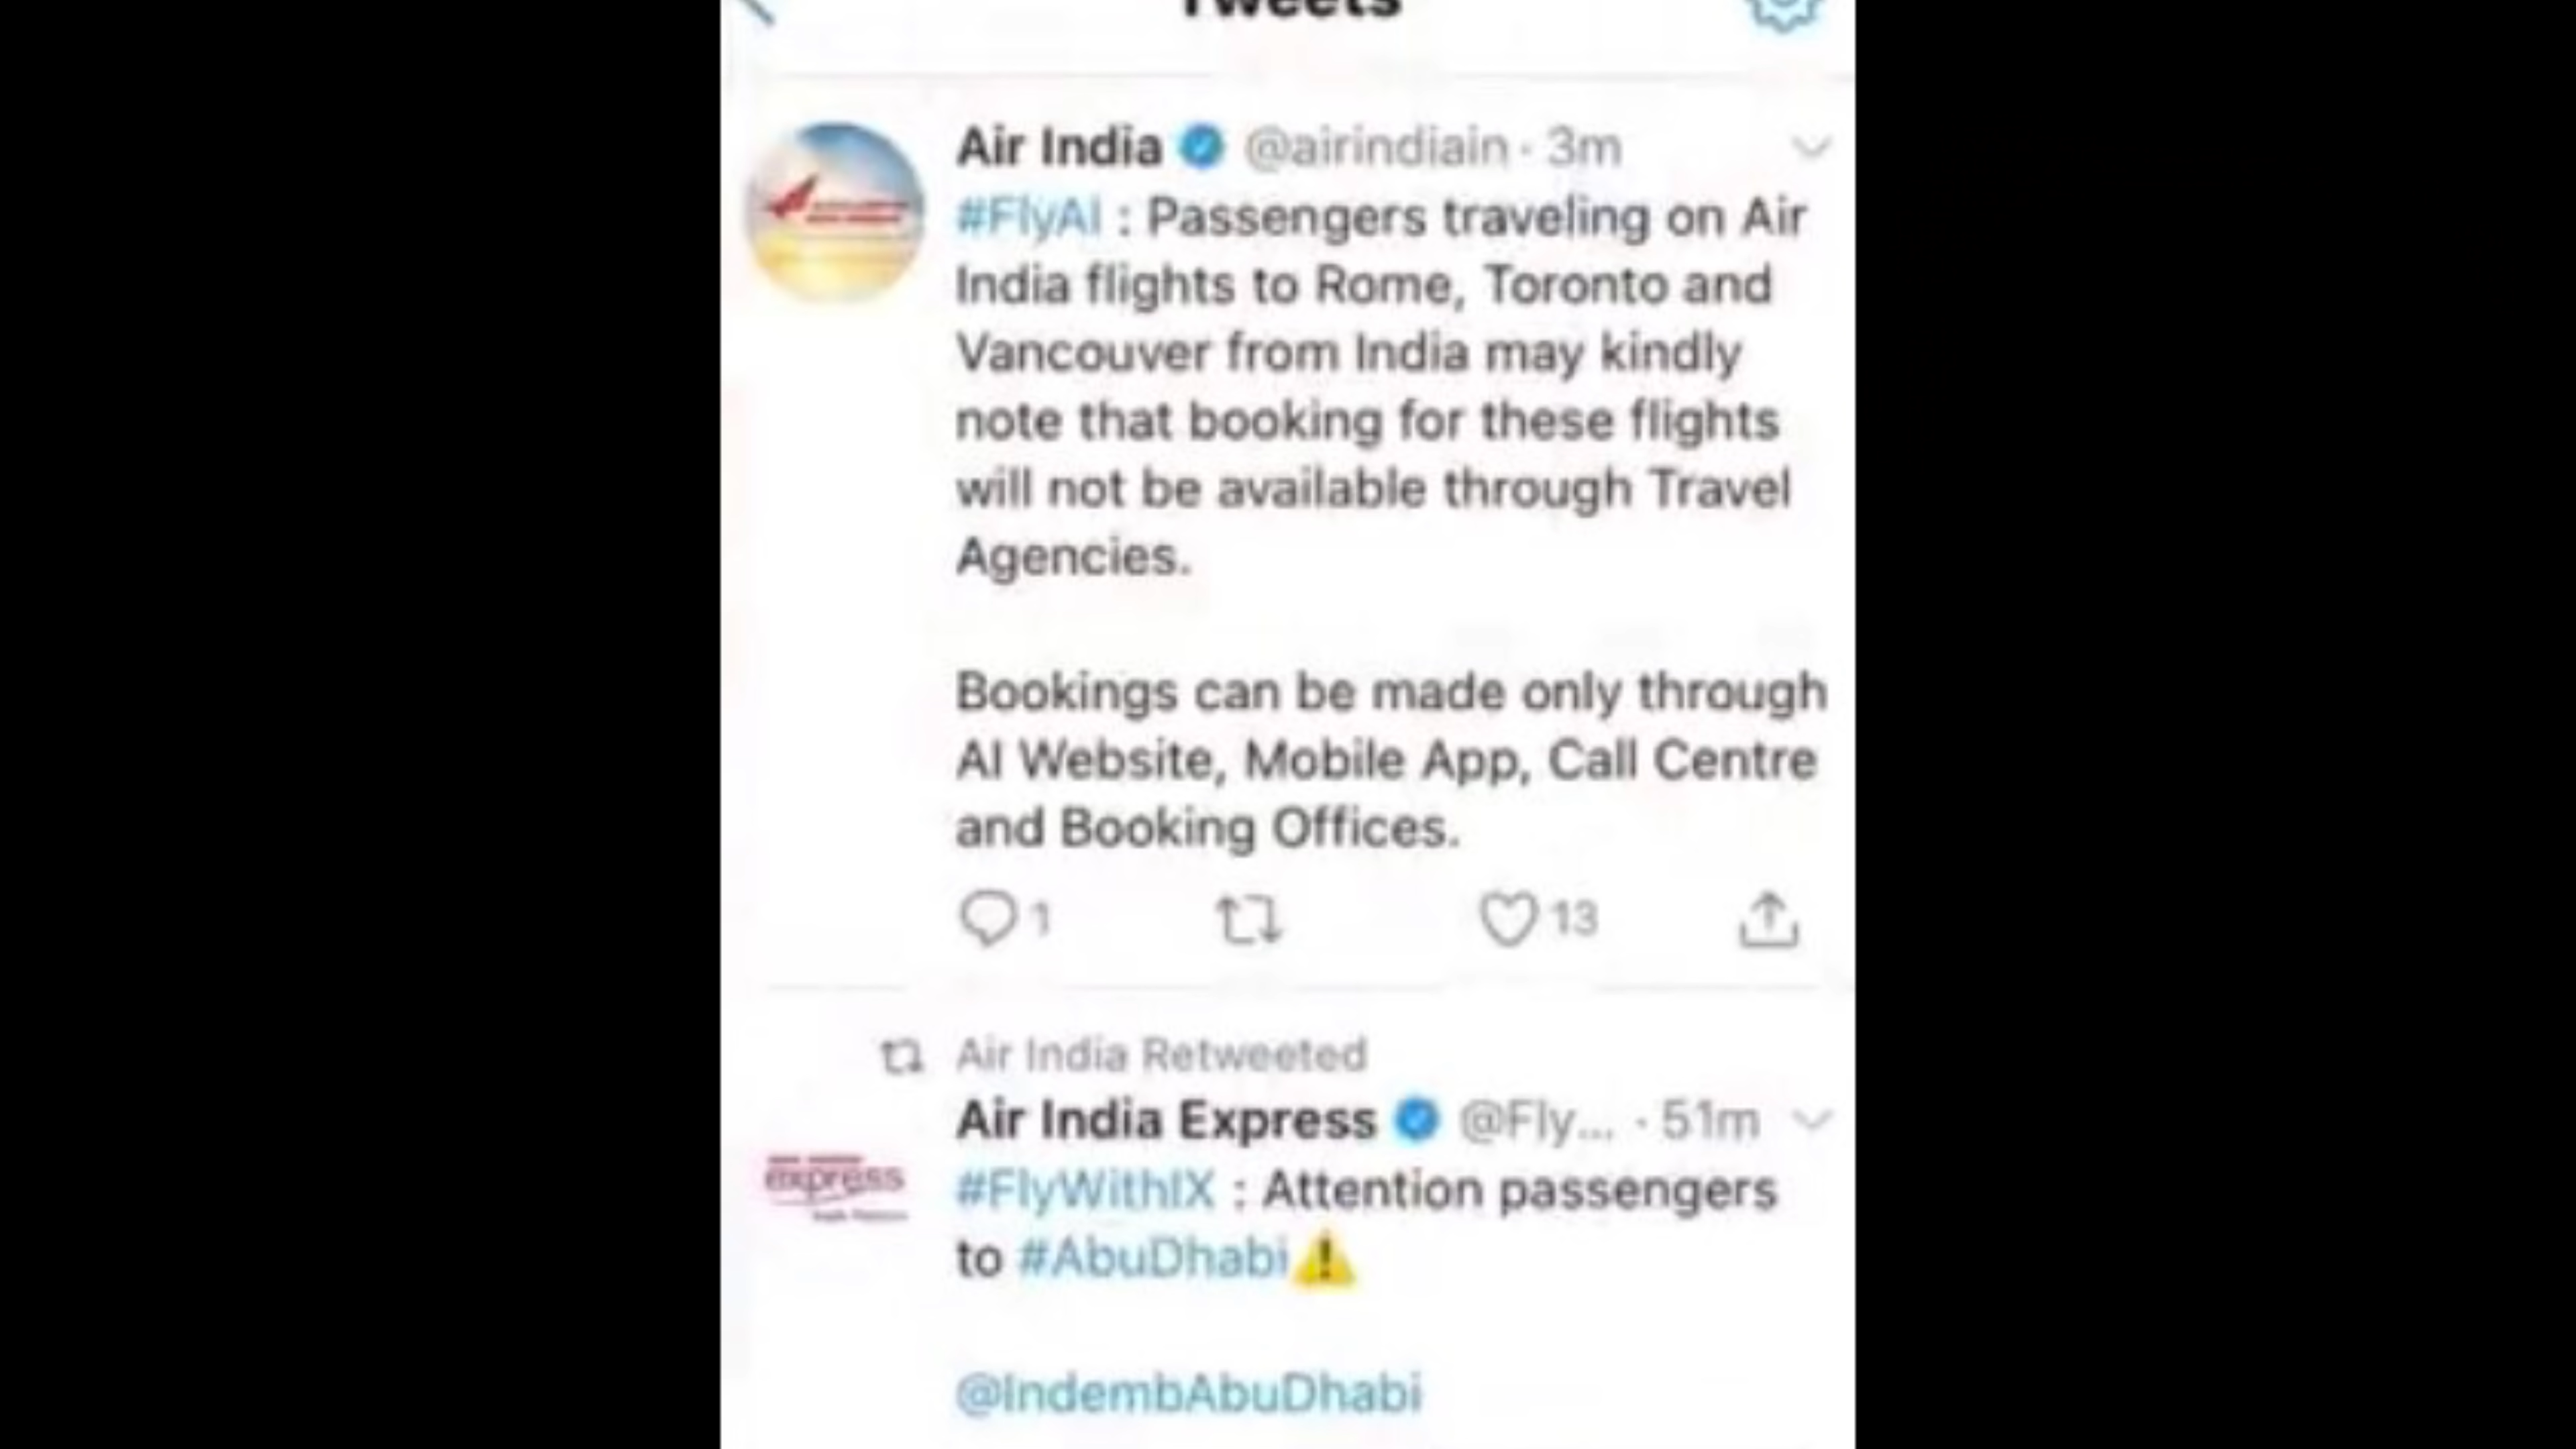 Tweets
Air India @airindiain · 3m
#FlyAI : Passengers traveling on Air
India flights to Rome, Toronto and
Vancouver from India may kindly
note that booking for these flights
will not be available through Travel
Agencies.
Bookings can be made only through
AI Website, Mobile App, Call Centre
and Booking Offices.
1 13
Air India Retweeted
Air India Express @Fly... · 51m
express
#FlyWithIX : Attention passengers
to #AbuDhabi⚠️
@IndembAbuDhabi